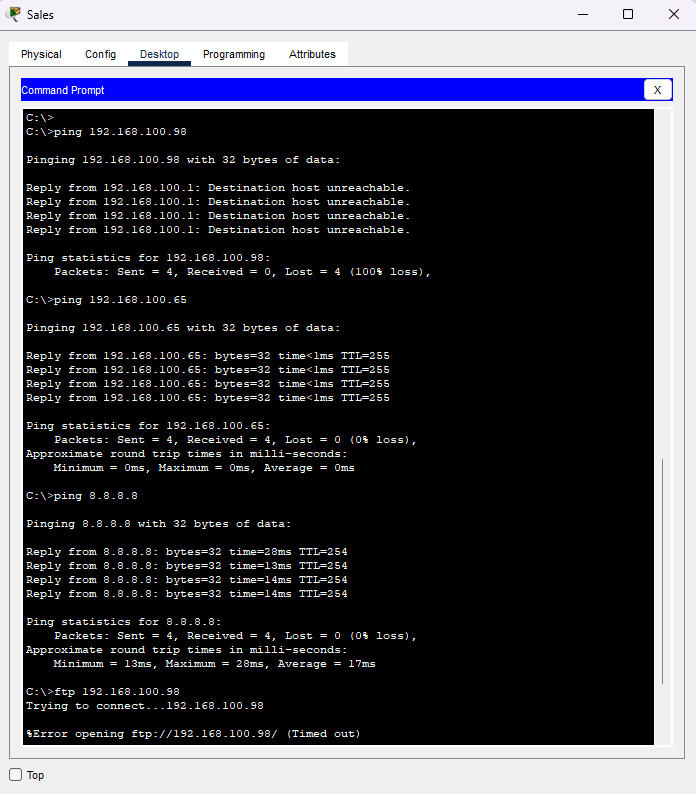 Sales
Physical Config Desktop Programming Attributes
Command Prompt X
C:\>
C:\>ping 192.168.100.98
Pinging 192.168.100.98 with 32 bytes of data:
Reply from 192.168.100.1: Destination host unreachable.
Reply from 192.168.100.1: Destination host unreachable.
Reply from 192.168.100.1: Destination host unreachable.
Reply from 192.168.100.1: Destination host unreachable.
Ping statistics for 192.168.100.98:
    Packets: Sent = 4, Received = 0, Lost = 4 (100% loss),
C:\>ping 192.168.100.65
Pinging 192.168.100.65 with 32 bytes of data:
Reply from 192.168.100.65: bytes=32 time<1ms TTL=255
Reply from 192.168.100.65: bytes=32 time<1ms TTL=255
Reply from 192.168.100.65: bytes=32 time<1ms TTL=255
Reply from 192.168.100.65: bytes=32 time<1ms TTL=255
Ping statistics for 192.168.100.65:
    Packets: Sent = 4, Received = 4, Lost = 0 (0% loss),
Approximate round trip times in milli-seconds:
    Minimum = 0ms, Maximum = 0ms, Average = 0ms
C:\>ping 8.8.8.8
Pinging 8.8.8.8 with 32 bytes of data:
Reply from 8.8.8.8: bytes=32 time=28ms TTL=254
Reply from 8.8.8.8: bytes=32 time=13ms TTL=254
Reply from 8.8.8.8: bytes=32 time=14ms TTL=254
Reply from 8.8.8.8: bytes=32 time=14ms TTL=254
Ping statistics for 8.8.8.8:
    Packets: Sent = 4, Received = 4, Lost = 0 (0% loss),
Approximate round trip times in milli-seconds:
    Minimum = 13ms, Maximum = 28ms, Average = 17ms
C:\>ftp 192.168.100.98
Trying to connect...192.168.100.98
%Error opening ftp://192.168.100.98/ (Timed out)
Top